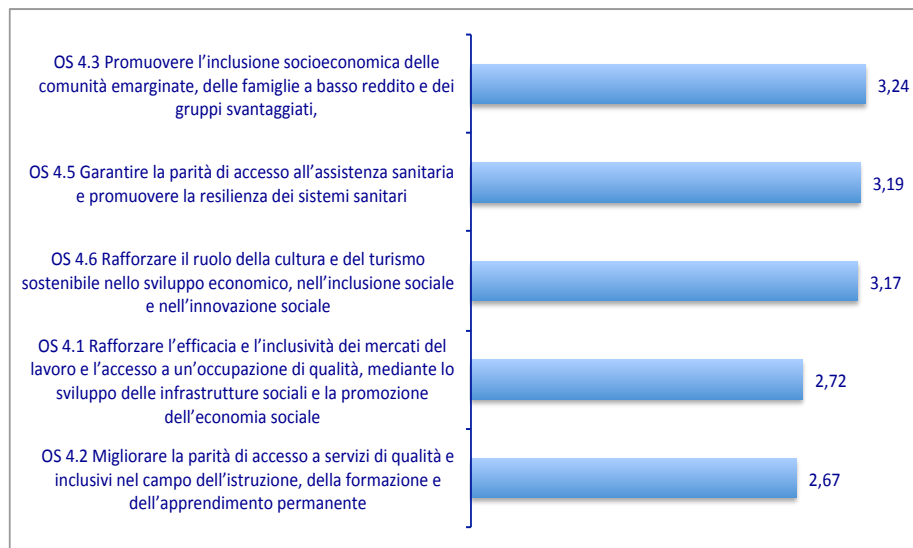 OS 4.3 Promuovere l’inclusione socioeconomica delle
comunità emarginate, delle famiglie a basso reddito e dei
gruppi svantaggiati,
3,24
OS 4.5 Garantire la parità di accesso all’assistenza sanitaria
e promuovere la resilienza dei sistemi sanitari
3,19
OS 4.6 Rafforzare il ruolo della cultura e del turismo
sostenibile nello sviluppo economico, nell’inclusione sociale
e nell’innovazione sociale
3,17
OS 4.1 Rafforzare l’efficacia e l’inclusività dei mercati del
lavoro e l’accesso a un’occupazione di qualità, mediante lo
sviluppo delle infrastrutture sociali e la promozione
dell’economia sociale
2,72
OS 4.2 Migliorare la parità di accesso a servizi di qualità e
inclusivi nel campo dell’istruzione, della formazione e
dell’apprendimento permanente
2,67